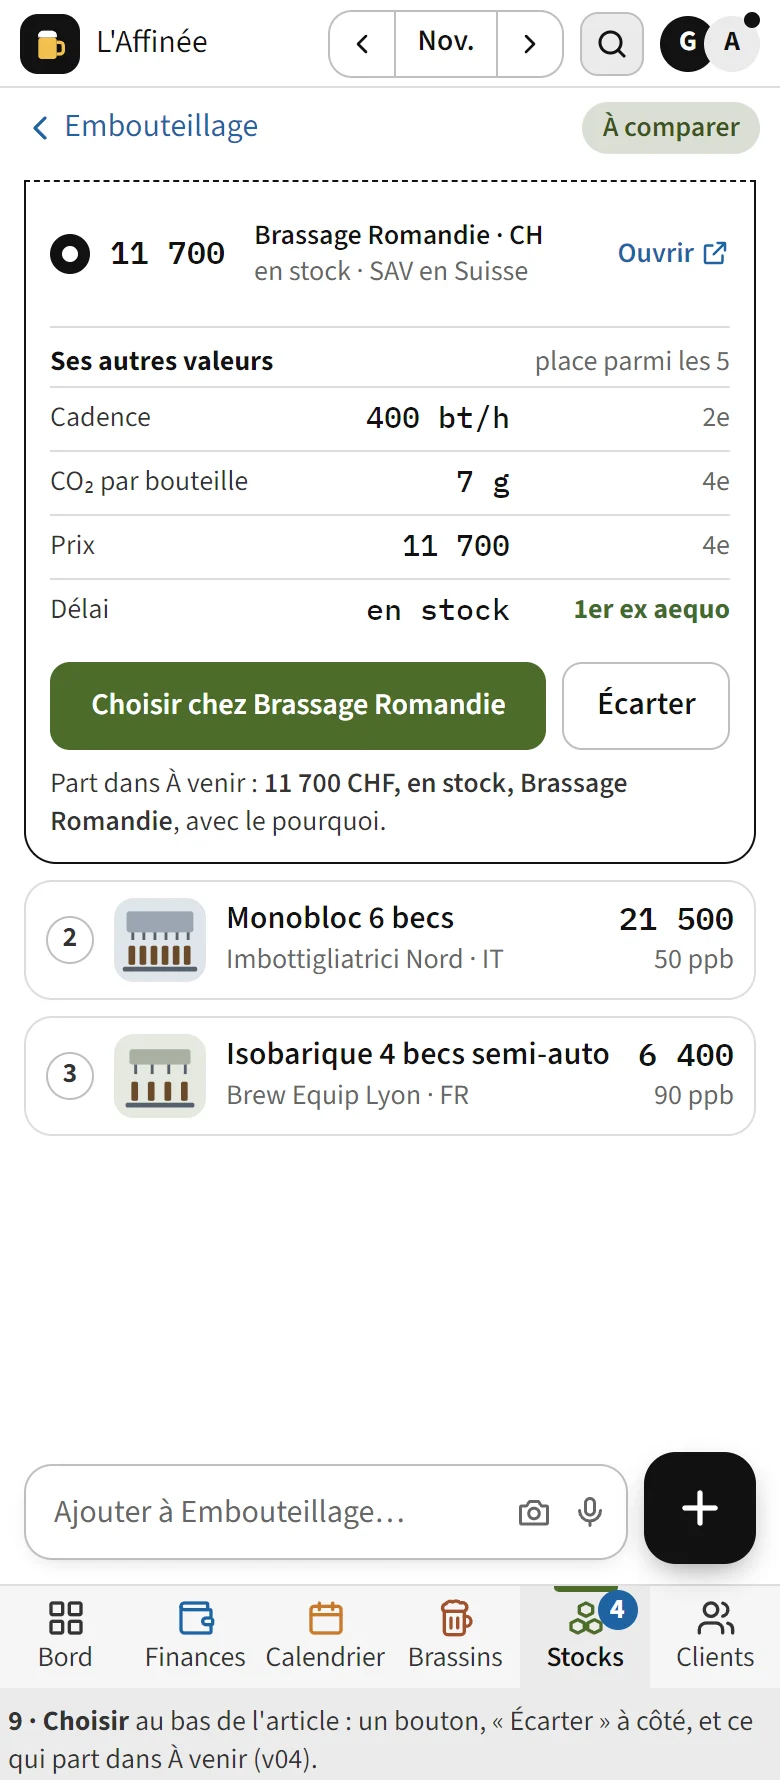 L'Affinée
Nov.
G
A
Embouteillage
À comparer
11 700
Brassage Romandie · CH
en stock · SAV en Suisse
Ouvrir
Ses autres valeurs
place parmi les 5
Cadence
400 bt/h
2e
CO₂ par bouteille
7 g
4e
Prix
11 700
4e
Délai
en stock
1er ex aequo
Choisir chez Brassage Romandie
Écarter
Part dans À venir : 11 700 CHF, en stock, Brassage
Romandie, avec le pourquoi.
2
Monobloc 6 becs
21 500
Imbottigliatrici Nord · IT
50 ppb
3
Isobarique 4 becs semi-auto
6 400
Brew Equip Lyon · FR
90 ppb
Ajouter à Embouteillage…
4
Bord
Finances
Calendrier
Brassins
Stocks
Clients
9 · Choisir au bas de l'article : un bouton, « Écarter » à côté, et ce
qui part dans À venir (v04).